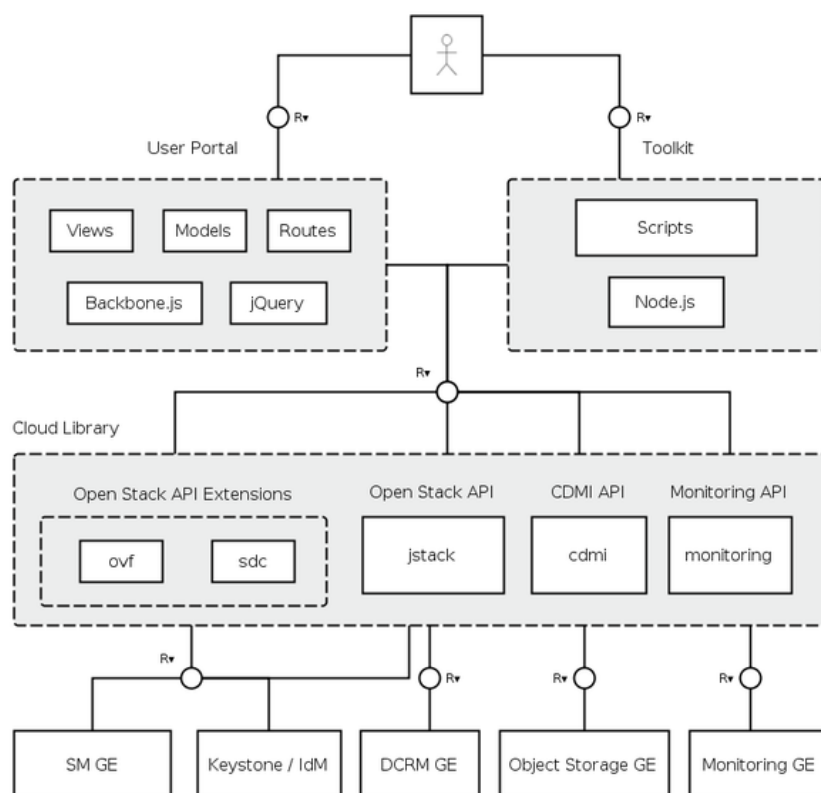 R▾
R▾
User Portal
Toolkit
Views
Models
Routes
Scripts
Backbone.js
jQuery
Node.js
R▾
Cloud Library
Open Stack API Extensions
Open Stack API
CDMI API
Monitoring API
ovf
sdc
jstack
cdmi
monitoring
R▾
R▾
R▾
R▾
SM GE
Keystone / IdM
DCRM GE
Object Storage GE
Monitoring GE